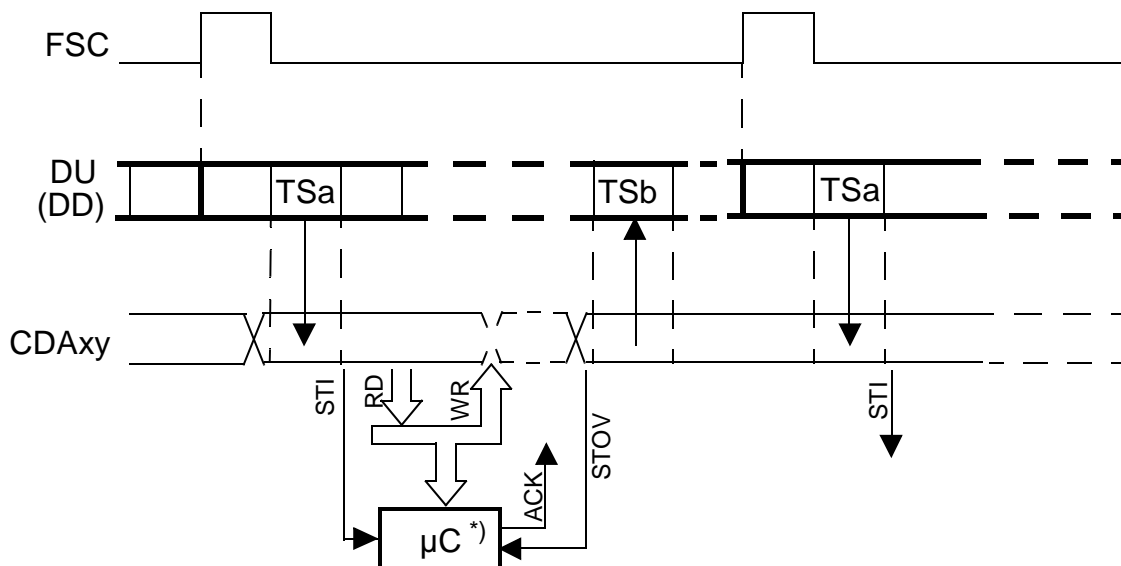 FSC
DU
(DD)
TSa
TSb
TSa
CDAxy
STI
RD
WR
ACK
STOV
STI
µC *)